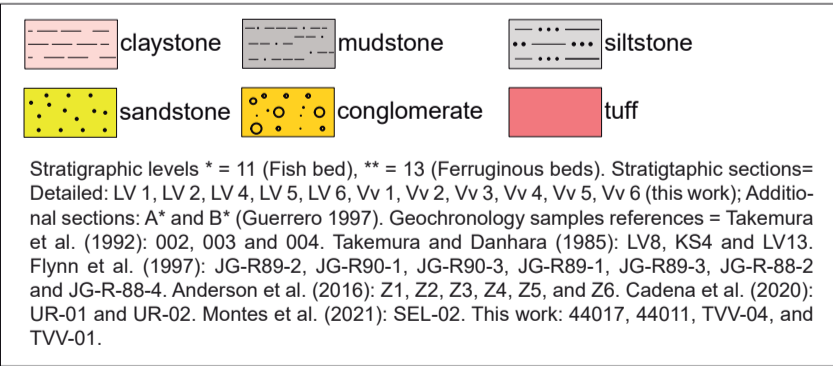 claystone
mudstone
siltstone
sandstone
conglomerate
tuff
Stratigraphic levels * = 11 (Fish bed), ** = 13 (Ferruginous beds). Stratigtaphic sections=
Detailed: LV 1, LV 2, LV 4, LV 5, LV 6, Vv 1, Vv 2, Vv 3, Vv 4, Vv 5, Vv 6 (this work); Additio-
nal sections: A* and B* (Guerrero 1997). Geochronology samples references = Takemura
et al. (1992): 002, 003 and 004. Takemura and Danhara (1985): LV8, KS4 and LV13.
Flynn et al. (1997): JG-R89-2, JG-R90-1, JG-R90-3, JG-R89-1, JG-R89-3, JG-R-88-2
and JG-R-88-4. Anderson et al. (2016): Z1, Z2, Z3, Z4, Z5, and Z6. Cadena et al. (2020):
UR-01 and UR-02. Montes et al. (2021): SEL-02. This work: 44017, 44011, TVV-04, and
TVV-01.